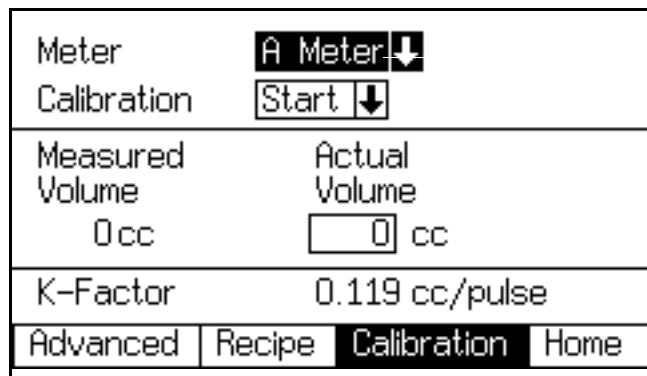 Meter A Meter
Calibration Start
Measured Actual
Volume Volume
0 cc 0 cc
K-Factor 0.119 cc/pulse
Advanced Recipe Calibration Home